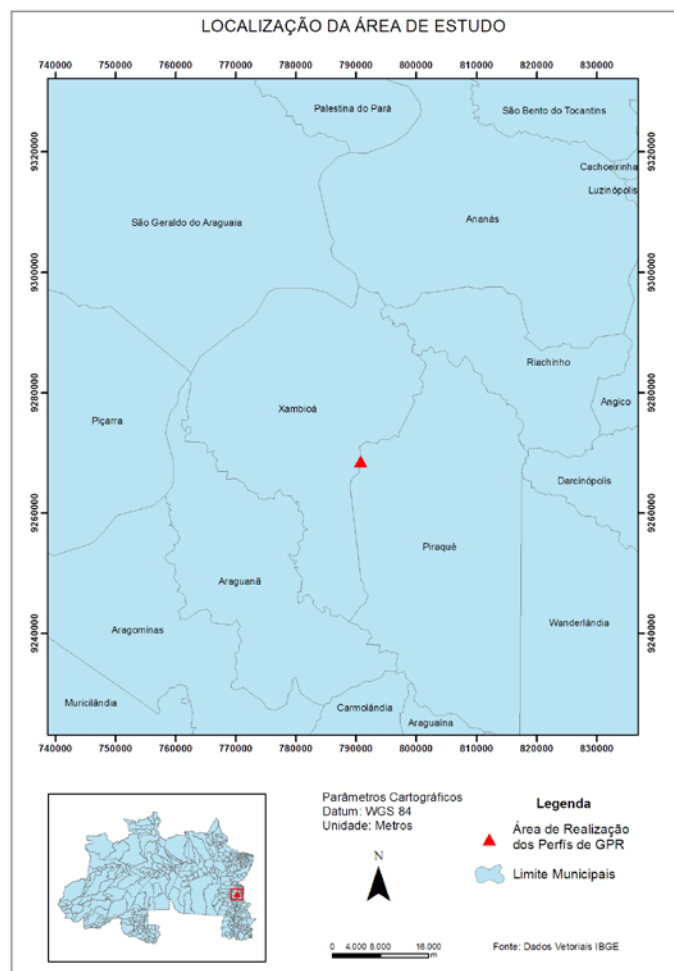 LOCALIZAÇÃO DA ÁREA DE ESTUDO
740000 750000 760000 770000 780000 790000 800000 810000 820000 830000
Palestina do Pará
São Bento do Tocantins
9320000 9320000
Cachoeirinha
Luzinópolis
São Geraldo do Araguaia
Ananás
9300000 9300000
Riachinho
9280000 9280000
Angico
Xambioá
Piçarra
Darcinópolis
9260000 9260000
Piraquê
Araguanã
Wanderlândia
Aragominas
9240000 9240000
Muricilândia
Carmolândia
Araguaína
740000 750000 760000 770000 780000 790000 800000 810000 820000 830000
Parâmetros Cartográficos
Datum: WGS 84
Unidade: Metros
N
0 4.000 8.000 16.000
m
Legenda
Área de Realização
dos Perfis de GPR
Limite Municipais
Fonte: Dados Vetoriais IBGE